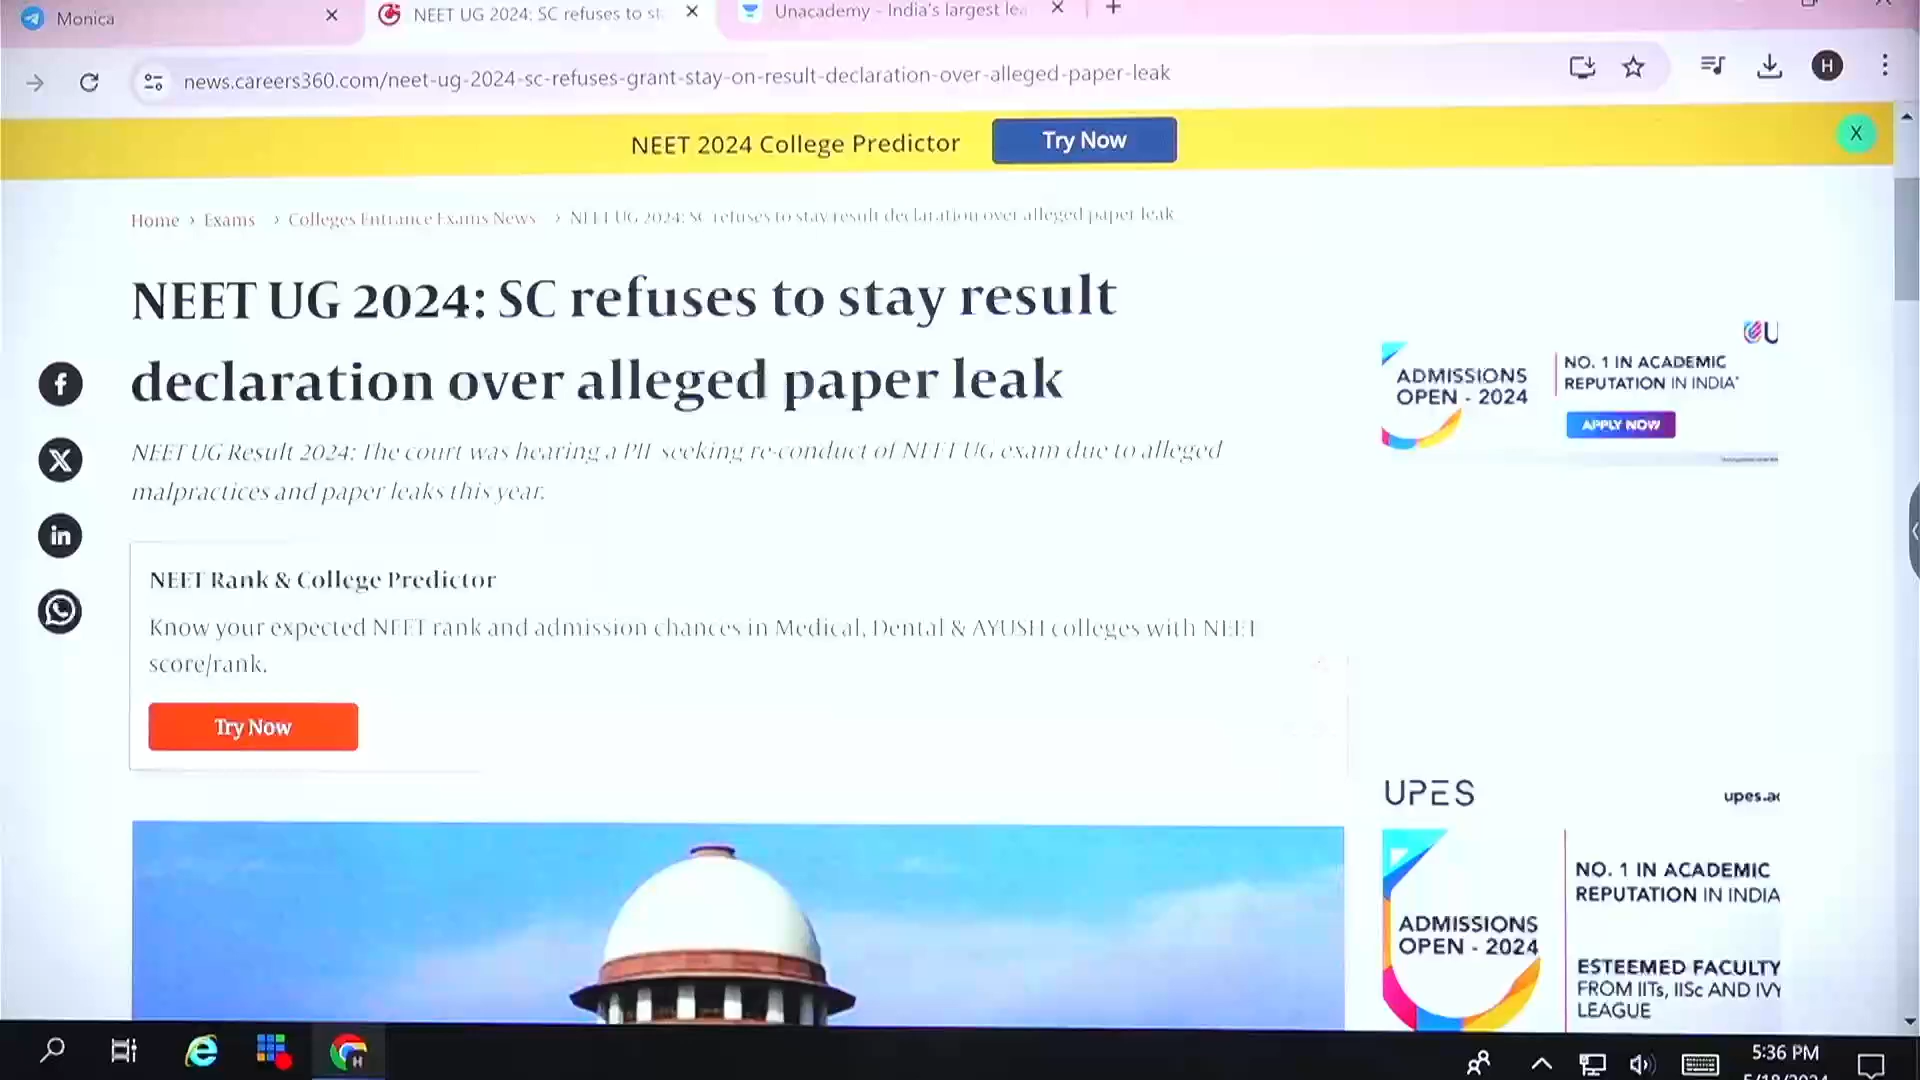 Monica
NEET UG 2024: SC refuses to st
Unacademy - India's largest lea
news.careers360.com/neet-ug-2024-sc-refuses-grant-stay-on-result-declaration-over-alleged-paper-leak
H
NEET 2024 College Predictor
Try Now
X
Home › Exams › Colleges Entrance Exams News › NEET UG 2024: SC refuses to stay result declaration over alleged paper leak
NEET UG 2024: SC refuses to stay result
declaration over alleged paper leak
NEET UG Result 2024: The court was hearing a PIL seeking re-conduct of NEET UG exam due to alleged
malpractices and paper leaks this year.
NEET Rank & College Predictor
Know your expected NEET rank and admission chances in Medical, Dental & AYUSH colleges with NEET
score/rank.
Try Now
U
ADMISSIONS
OPEN - 2024
NO. 1 IN ACADEMIC
REPUTATION IN INDIA*
APPLY NOW
UPES
upes.ac
ADMISSIONS
OPEN - 2024
NO. 1 IN ACADEMIC
REPUTATION IN INDIA
ESTEEMED FACULTY
FROM IITs, IISc AND IVY
LEAGUE
H
5:36 PM
5/18/2024